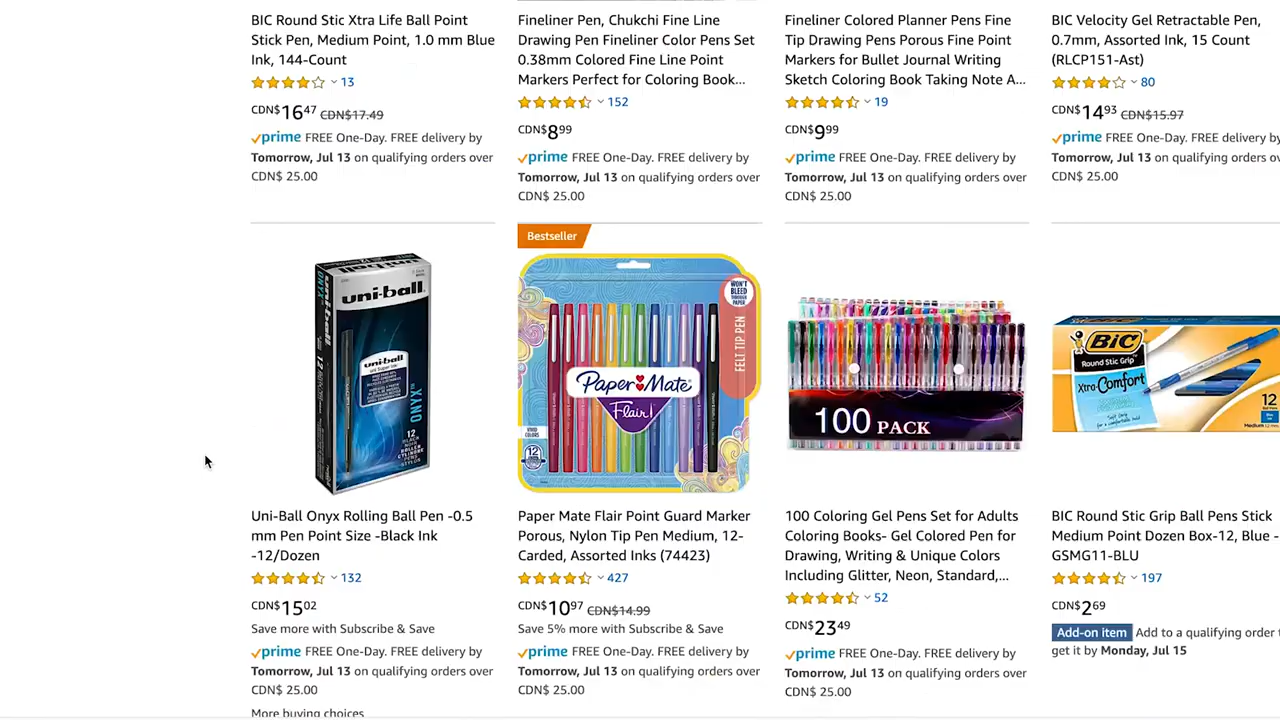 BIC Round Stic Xtra Life Ball Point
Stick Pen, Medium Point, 1.0 mm Blue
Ink, 144-Count
13
CDN$ 16 47 CDN$ 17.49
prime FREE One-Day. FREE delivery by
Tomorrow, Jul 13 on qualifying orders over
CDN$ 25.00
Fineliner Pen, Chukchi Fine Line
Drawing Pen Fineliner Color Pens Set
0.38mm Colored Fine Line Point
Markers Perfect for Coloring Book...
152
CDN$ 8 99
prime FREE One-Day. FREE delivery by
Tomorrow, Jul 13 on qualifying orders over
CDN$ 25.00
Fineliner Colored Planner Pens Fine
Tip Drawing Pens Porous Fine Point
Markers for Bullet Journal Writing
Sketch Coloring Book Taking Note A...
19
CDN$ 9 99
prime FREE One-Day. FREE delivery by
Tomorrow, Jul 13 on qualifying orders over
CDN$ 25.00
BIC Velocity Gel Retractable Pen,
0.7mm, Assorted Ink, 15 Count
(RLCP151-Ast)
80
CDN$ 14 93 CDN$ 15.97
prime FREE One-Day. FREE delivery by
Tomorrow, Jul 13 on qualifying orders
CDN$ 25.00
uni-ball
uni-ball
ONYX
12
Uni-Ball Onyx Rolling Ball Pen -0.5
mm Pen Point Size -Black Ink
-12/Dozen
132
CDN$ 15 02
Save more with Subscribe & Save
prime FREE One-Day. FREE delivery by
Tomorrow, Jul 13 on qualifying orders over
CDN$ 25.00
More buying choices
Bestseller
WON'T
BLEED
THROUGH
PAPER
FELT TIP PEN
Paper Mate
Flair!
VIVID
COLORS
12
Paper Mate Flair Point Guard Marker
Porous, Nylon Tip Pen Medium, 12-
Carded, Assorted Inks (74423)
427
CDN$ 10 97 CDN$ 14.99
Save 5% more with Subscribe & Save
prime FREE One-Day. FREE delivery by
Tomorrow, Jul 13 on qualifying orders over
CDN$ 25.00
100 PACK
100 Coloring Gel Pens Set for Adults
Coloring Books- Gel Colored Pen for
Drawing, Writing & Unique Colors
Including Glitter, Neon, Standard,...
52
CDN$ 23 49
prime FREE One-Day. FREE delivery by
Tomorrow, Jul 13 on qualifying orders over
CDN$ 25.00
BIC
Round Stic Grip
Xtra-Comfort
12
Medium
BIC Round Stic Grip Ball Pens Stick
Medium Point Dozen Box-12, Blue -
GSMG11-BLU
197
CDN$ 2 69
Add-on item Add to a qualifying order
get it by Monday, Jul 15